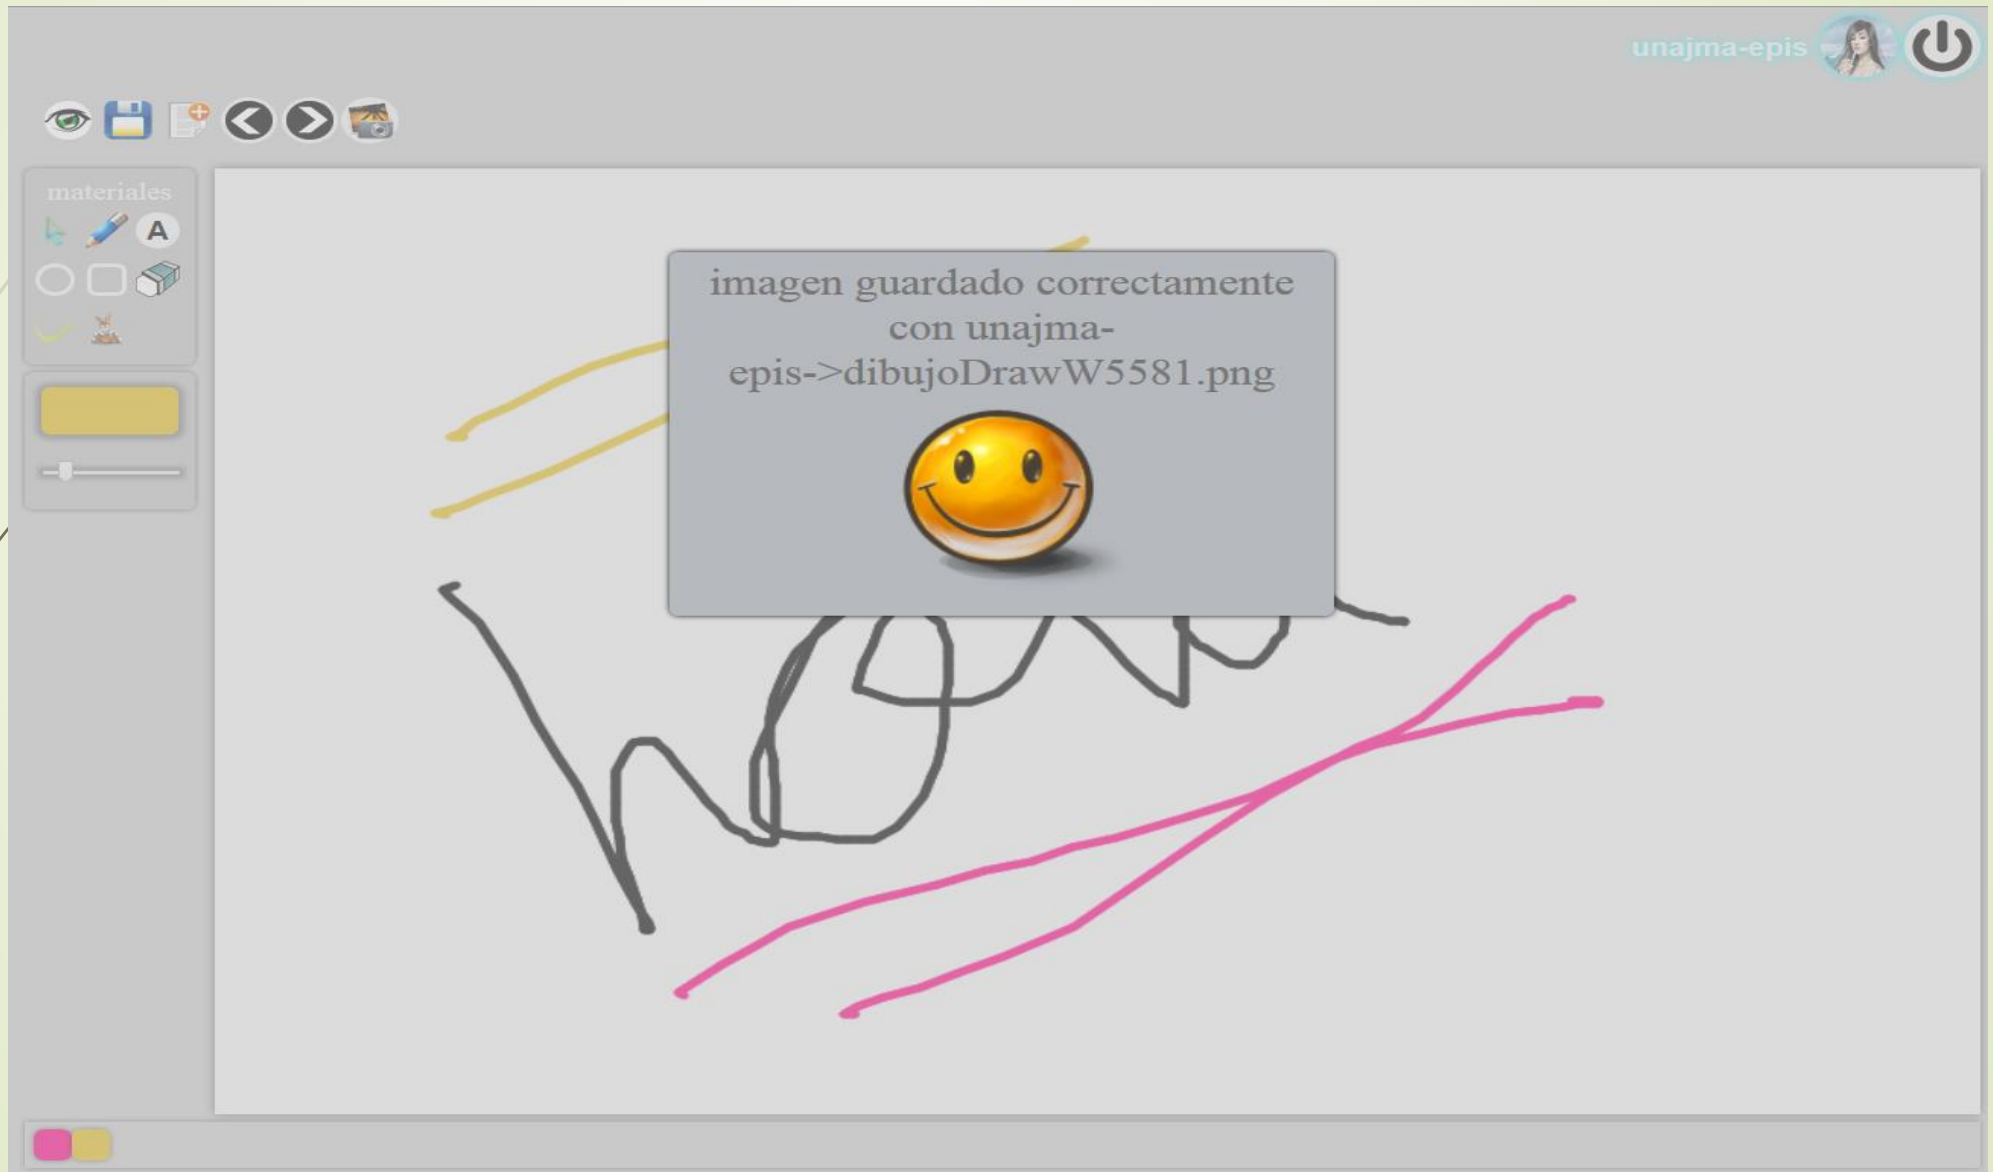 unajma-epis
materiales
A
imagen guardado correctamente
con unajma-
epis->dibujoDrawW5581.png